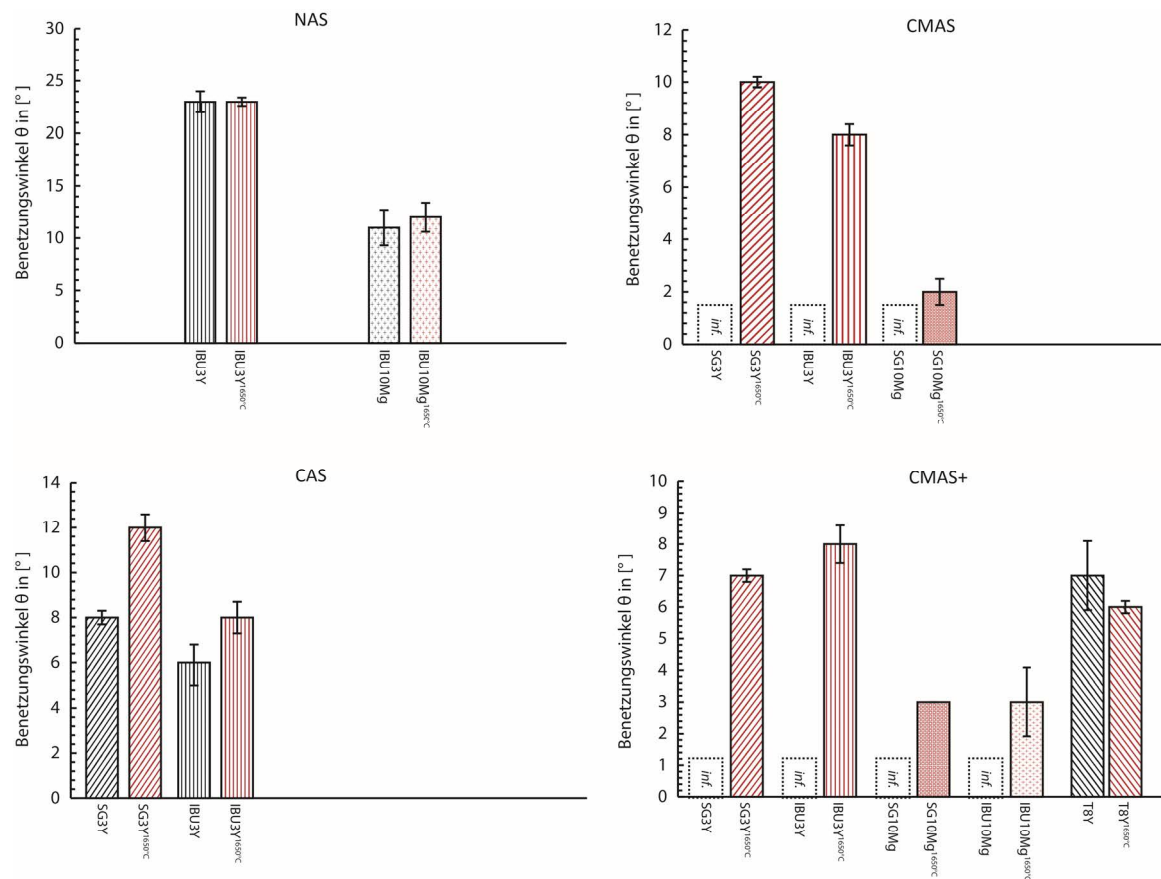 NAS
Benetzungswinkel θ in [°]
30
25
20
15
10
5
0
IBU3Y
IBU3Y1650°C
IBU10Mg
IBU10Mg1650°C
CMAS
Benetzungswinkel θ in [°]
12
10
8
6
4
2
0
inf.
inf.
inf.
SG3Y
SG3Y1650°C
IBU3Y
IBU3Y1650°C
SG10Mg
SG10Mg1650°C
CAS
Benetzungswinkel θ in [°]
14
12
10
8
6
4
2
0
SG3Y
SG3Y1650°C
IBU3Y
IBU3Y1650°C
CMAS+
Benetzungswinkel θ in [°]
10
9
8
7
6
5
4
3
2
1
0
inf.
inf.
inf.
inf.
SG3Y
SG3Y1650°C
IBU3Y
IBU3Y1650°C
SG10Mg
SG10Mg1650°C
IBU10Mg
IBU10Mg1650°C
T8Y
T8Y1650°C